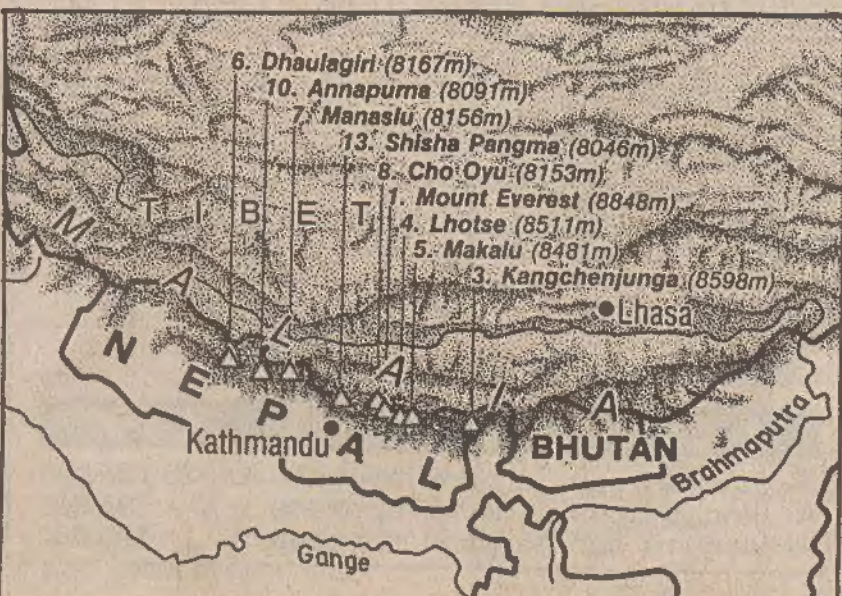 6. Dhaulagiri (8167m)
10. Annapurna (8091m)
7. Manaslu (8156m)
13. Shisha Pangma (8046m)
8. Cho Oyu (8153m)
1. Mount Everest (8848m)
4. Lhotse (8511m)
5. Makalu (8481m)
3. Kangchenjunga (8598m)
TIBET
MALAIA
Lhasa
NEPAL
Kathmandu
BHUTAN
Brahmaputra
Gange